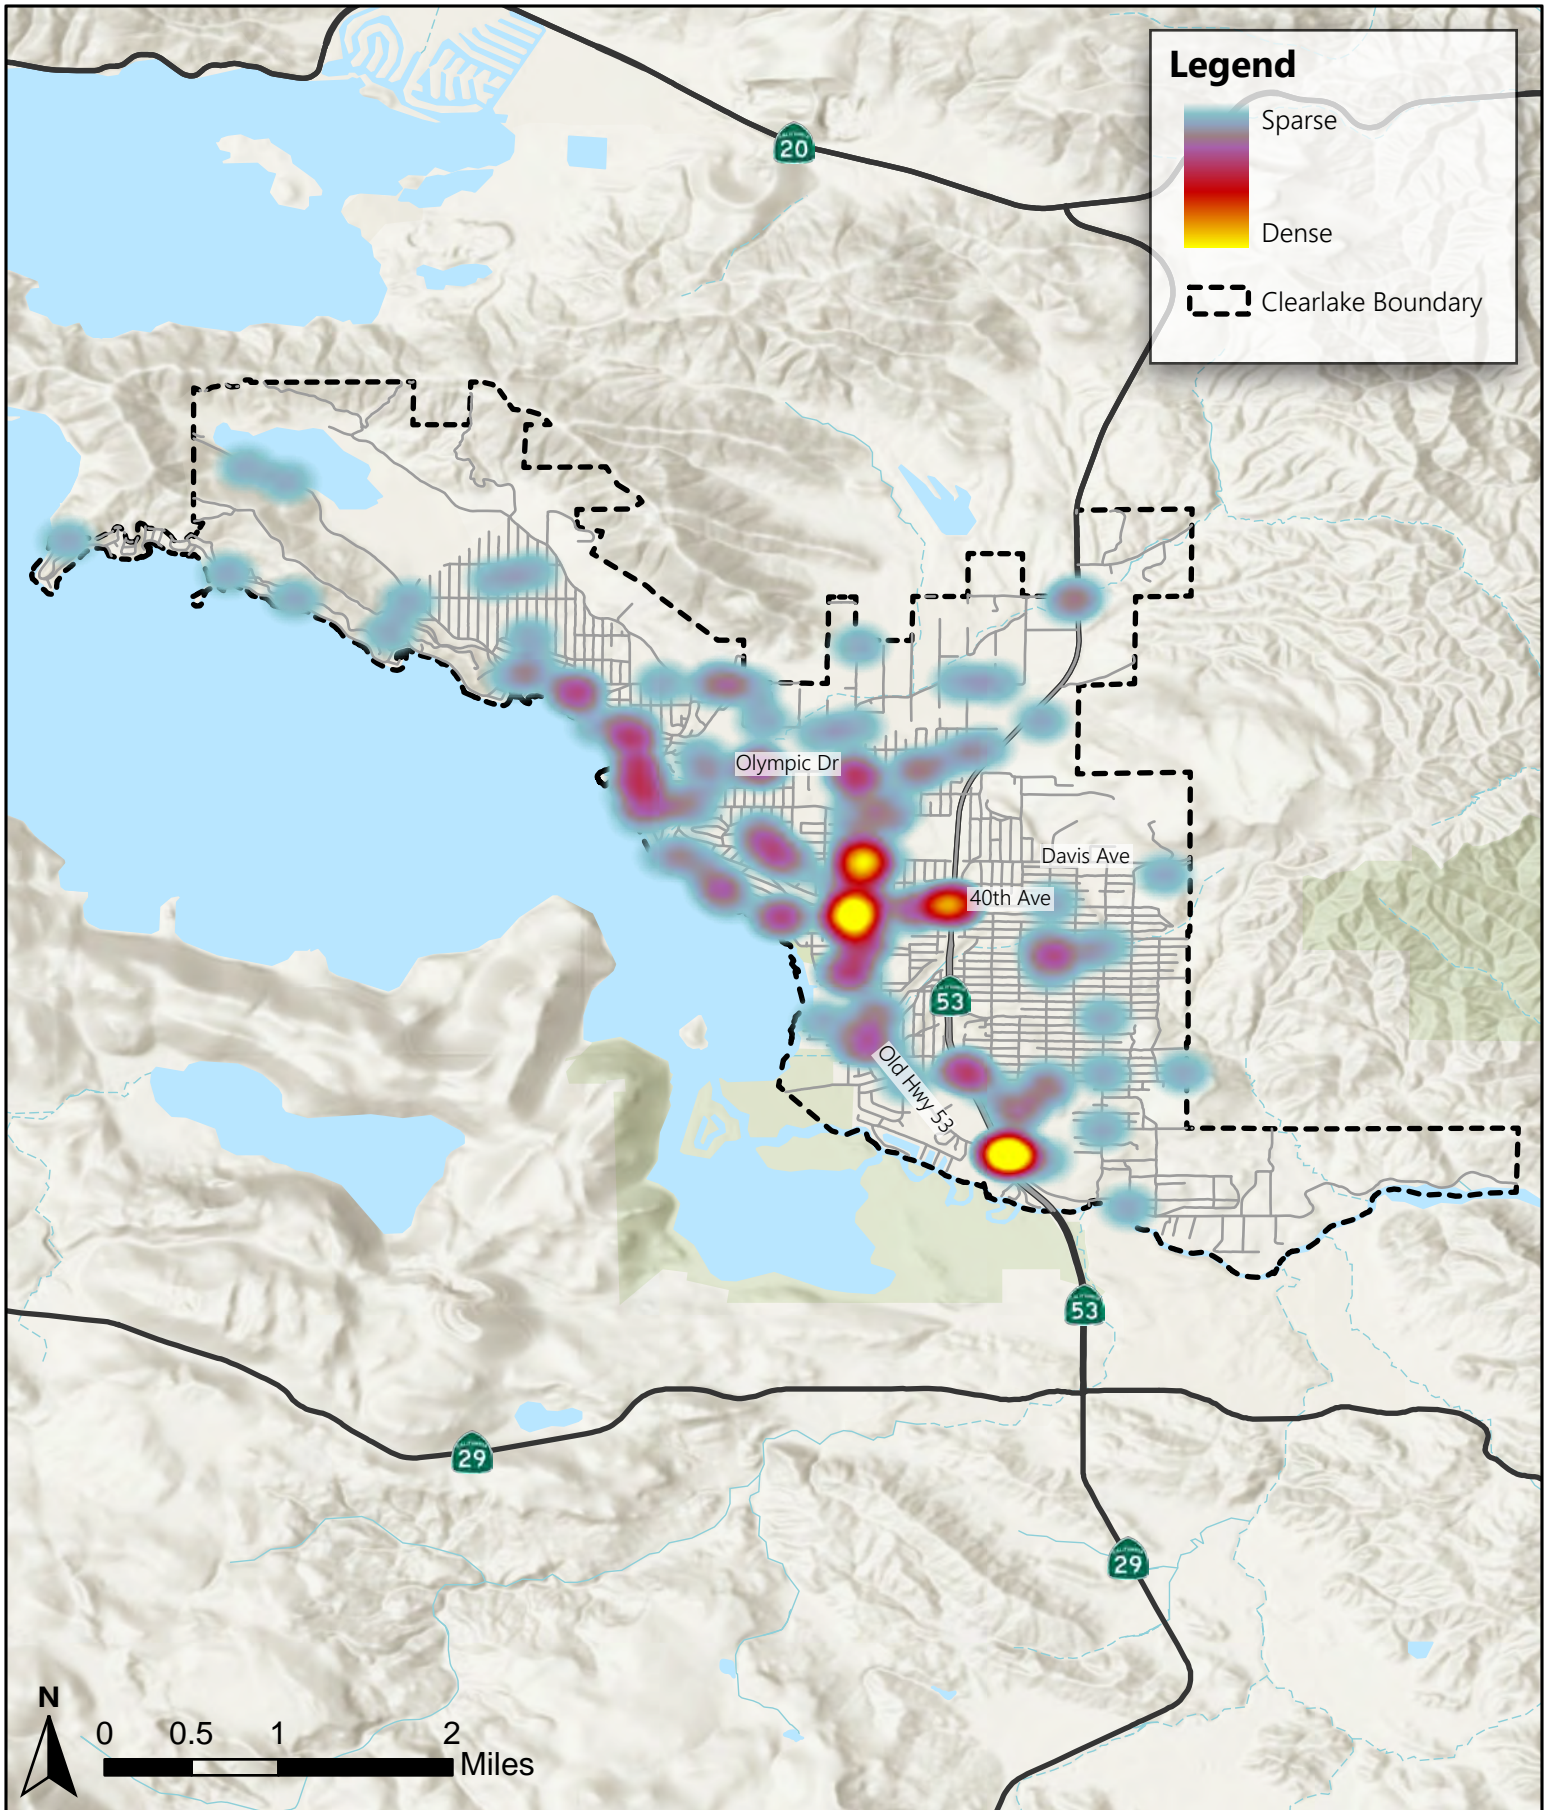 Legend
Sparse
Dense
Clearlake Boundary
20
Olympic Dr
Davis Ave
40th Ave
53
Old Hwy 53
53
29
29
N
0 0.5 1 2
Miles